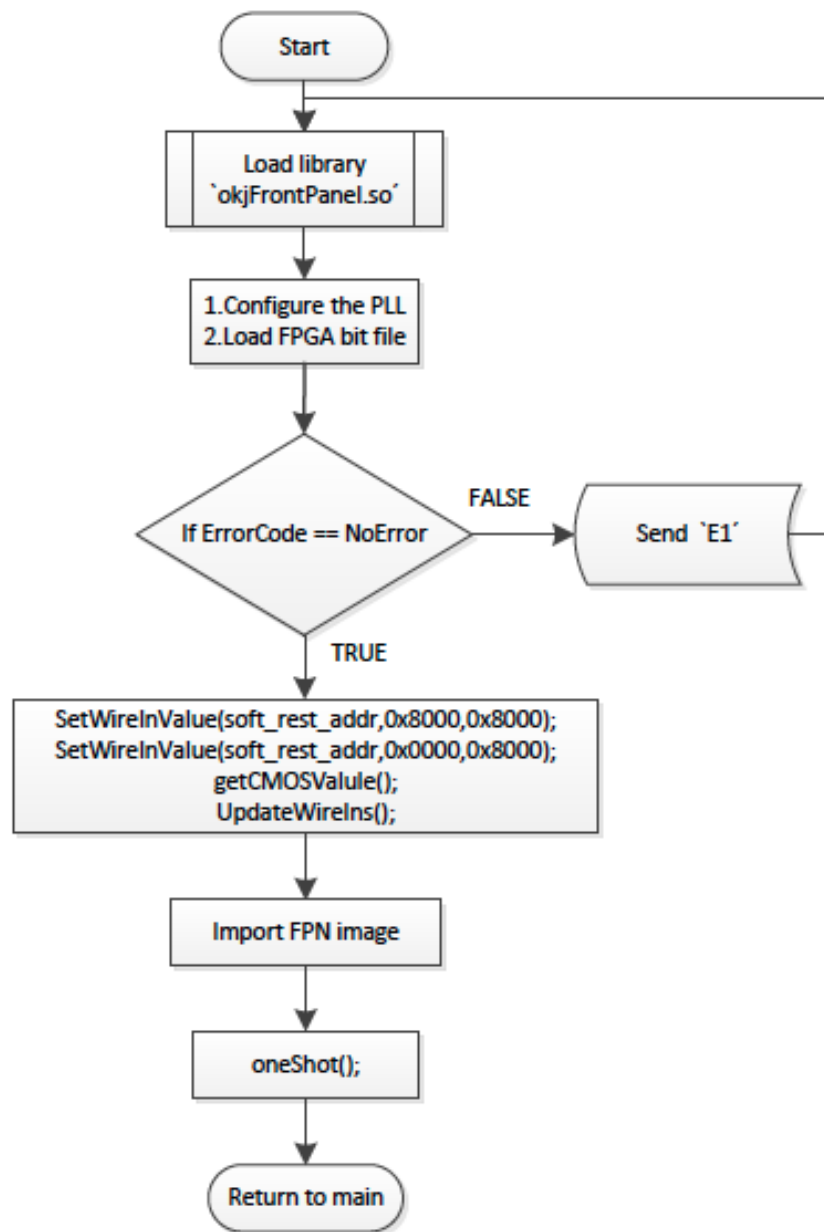 Start
Load library
`okjFrontPanel.so´
1.Configure the PLL
2.Load FPGA bit file
If ErrorCode == NoError
FALSE
Send `E1´
TRUE
SetWireInValue(soft_rest_addr,0x8000,0x8000);
SetWireInValue(soft_rest_addr,0x0000,0x8000);
getCMOSValule();
UpdateWireIns();
Import FPN image
oneShot();
Return to main